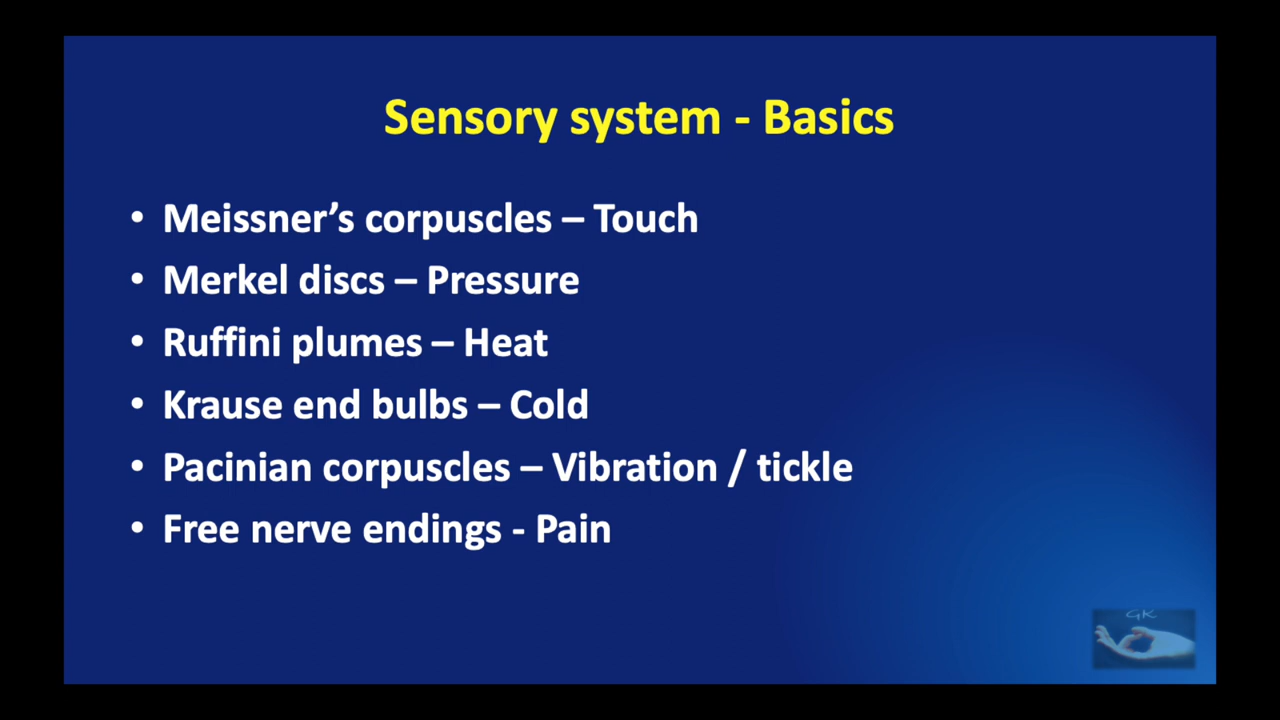 Sensory system - Basics
• Meissner’s corpuscles – Touch
• Merkel discs – Pressure
• Ruffini plumes – Heat
• Krause end bulbs – Cold
• Pacinian corpuscles – Vibration / tickle
• Free nerve endings - Pain
GK